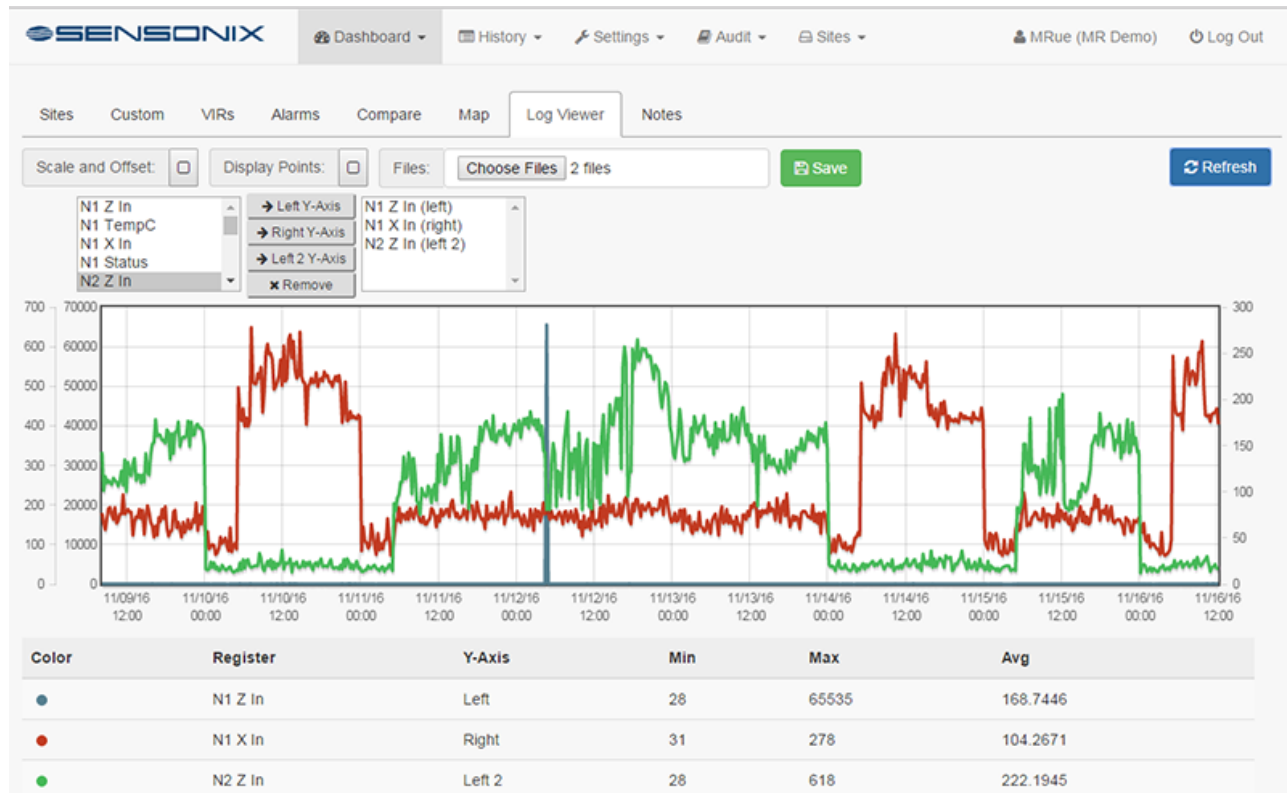 SENSONIX Dashboard History Settings Audit Sites MRue (MR Demo) Log Out
Sites Custom VIRs Alarms Compare Map Log Viewer Notes
Scale and Offset: Display Points: Files: Choose Files 2 files Save Refresh
N1 Z In
N1 TempC
N1 X In
N1 Status
N2 Z In
Left Y-Axis
Right Y-Axis
Left 2 Y-Axis
Remove
N1 Z In (left)
N1 X In (right)
N2 Z In (left 2)
700 70000 300
600 60000 250
500 50000 200
400 40000 150
300 30000
200 20000 100
100 10000 50
0 0 0
11/09/16 11/10/16 11/10/16 11/11/16 11/11/16 11/12/16 11/12/16 11/13/16 11/13/16 11/14/16 11/14/16 11/15/16 11/15/16 11/16/16 11/16/16
12:00 00:00 12:00 00:00 12:00 00:00 12:00 00:00 12:00 00:00 12:00 00:00 12:00 00:00 12:00
Color Register Y-Axis Min Max Avg
N1 Z In Left 28 65535 168.7446
N1 X In Right 31 278 104.2671
N2 Z In Left 2 28 618 222.1945